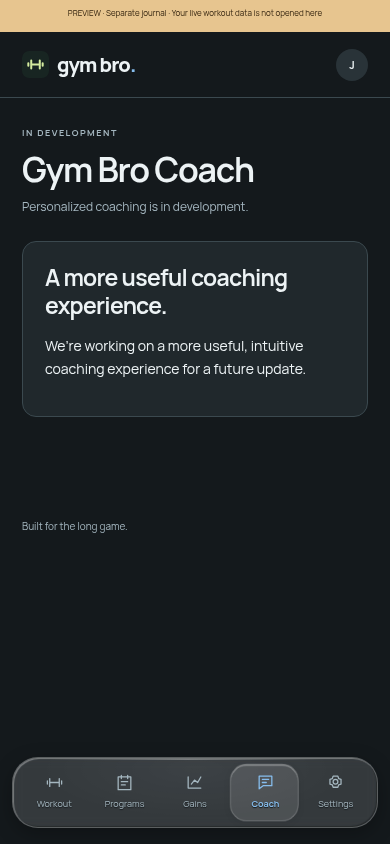 PREVIEW · Separate journal · Your live workout data is not opened here
gym bro.
J
IN DEVELOPMENT
Gym Bro Coach
Personalized coaching is in development.
A more useful coaching
experience.
We're working on a more useful, intuitive
coaching experience for a future update.
Built for the long game.
Workout
Programs
Gains
Coach
Settings